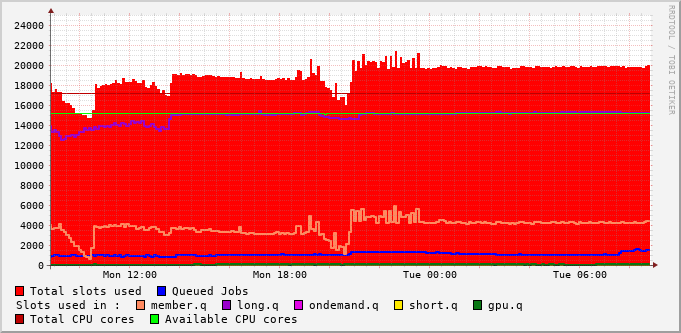 24000
22000
20000
18000
16000
14000
12000
10000
8000
6000
4000
2000
0
Mon 12:00 Mon 18:00 Tue 00:00 Tue 06:00
Total slots used Queued Jobs
Slots used in : member.q long.q ondemand.q short.q gpu.q
Total CPU cores Available CPU cores
RRDTOOL / TOBI OETIKER